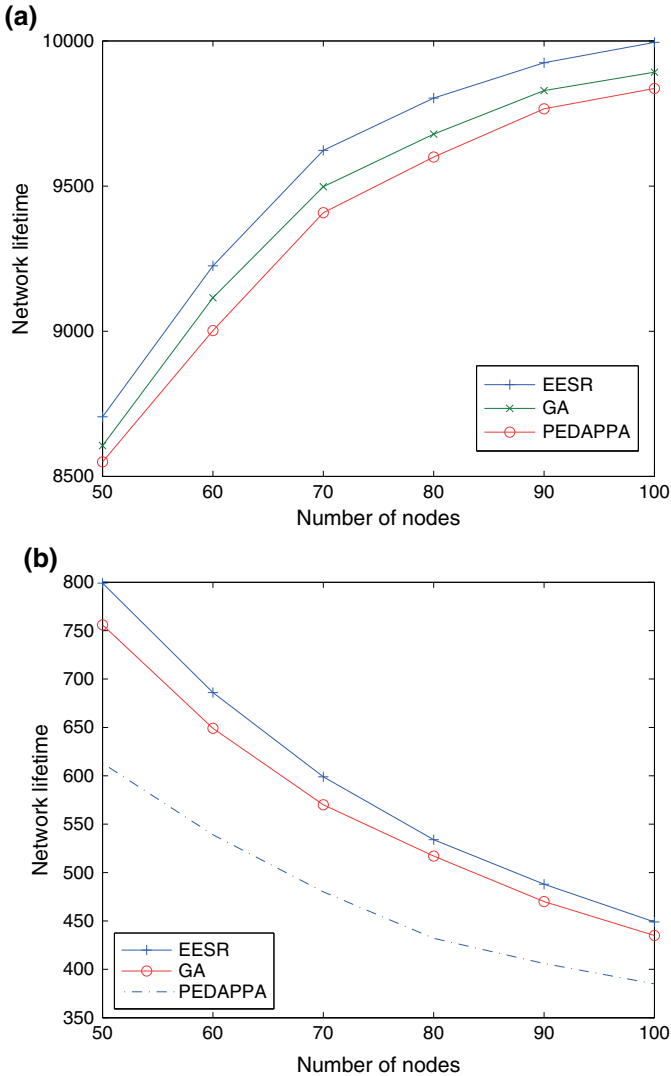 (a)
10000
9500
9000
8500
Network lifetime
EESR
GA
PEDAPPA
50 60 70 80 90 100
Number of nodes
(b)
800
750
700
650
600
550
500
450
400
350
Network lifetime
EESR
GA
PEDAPPA
50 60 70 80 90 100
Number of nodes